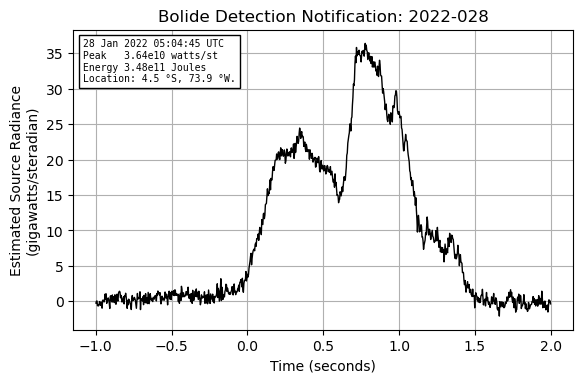 Bolide Detection Notification: 2022-028
28 Jan 2022 05:04:45 UTC
Peak   3.64e10 watts/st
Energy 3.48e11 Joules
Location: 4.5 °S, 73.9 °W.
Estimated Source Radiance
(gigawatts/steradian)
35
30
25
20
15
10
5
0
−1.0 −0.5 0.0 0.5 1.0 1.5 2.0
Time (seconds)